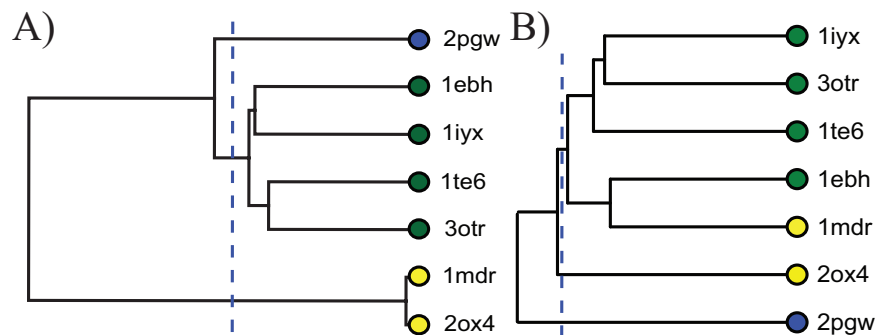 A)
2pgw
1ebh
1iyx
1te6
3otr
1mdr
2ox4
B)
1iyx
3otr
1te6
1ebh
1mdr
2ox4
2pgw